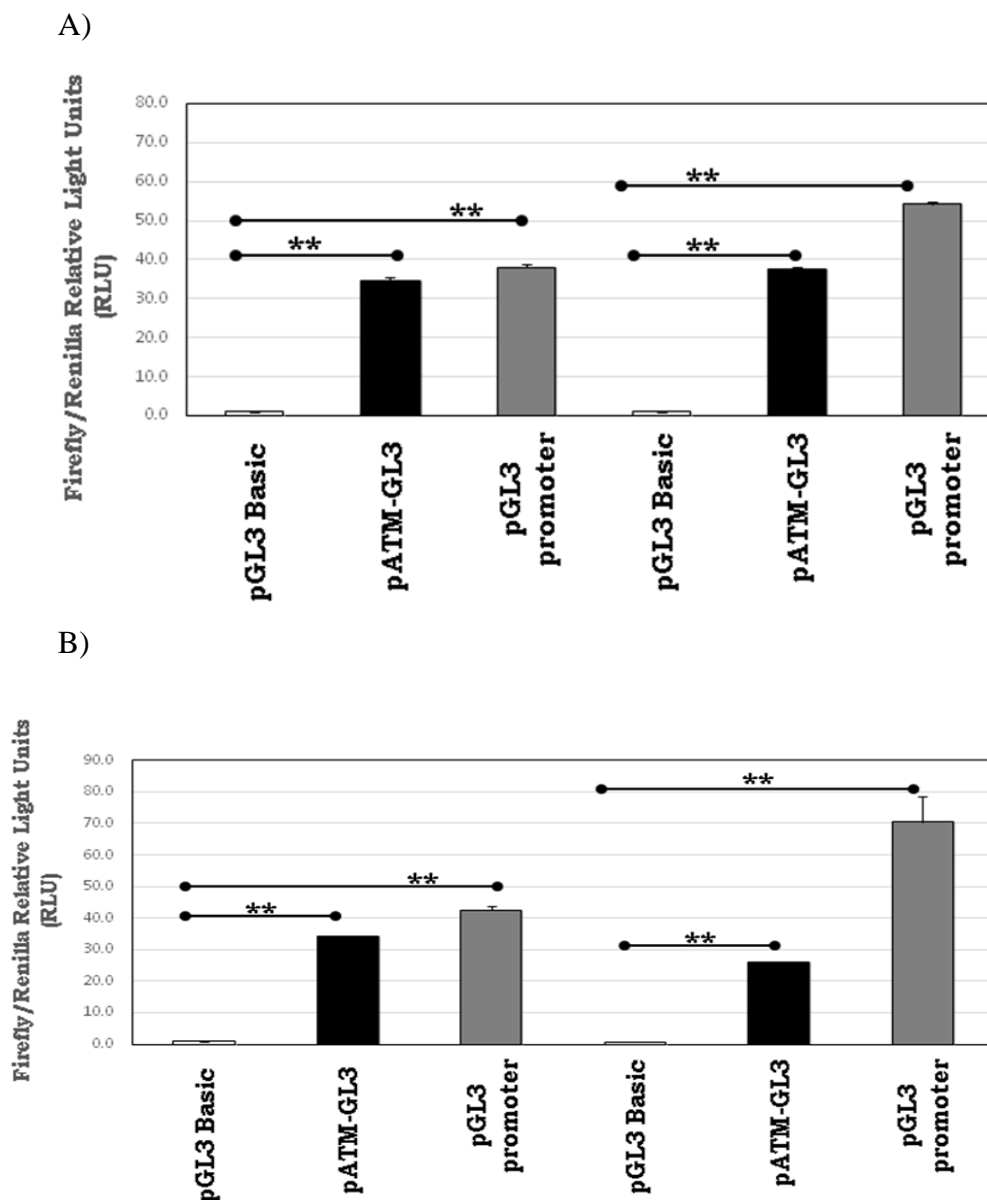 A)
Firefly/Renilla Relative Light Units
(RLU)
80.0
70.0
60.0
50.0
40.0
30.0
20.0
10.0
0.0
**
**
**
**
pGL3 Basic
pATM-GL3
pGL3
promoter
pGL3 Basic
pATM-GL3
pGL3
promoter
B)
Firefly/Renilla Relative Light Units
(RLU)
90.0
80.0
70.0
60.0
50.0
40.0
30.0
20.0
10.0
0.0
**
**
**
**
pGL3 Basic
pATM-GL3
pGL3
promoter
pGL3 Basic
pATM-GL3
pGL3
promoter